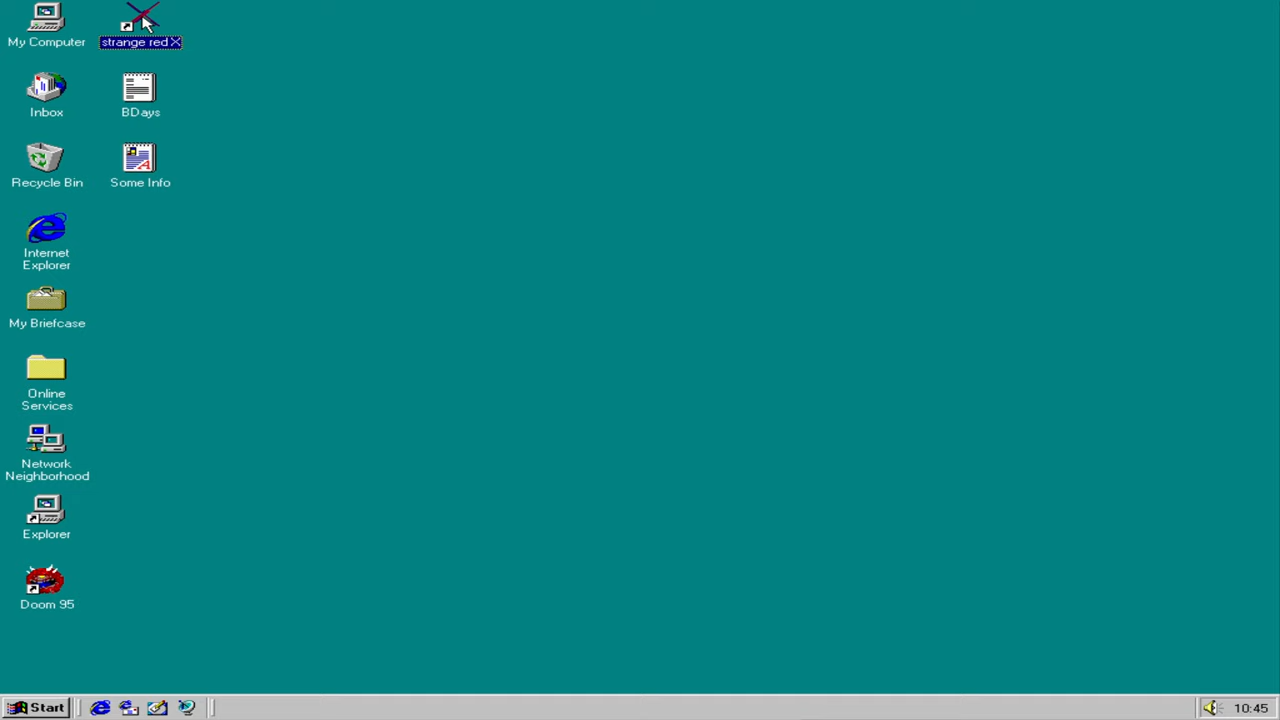 My Computer
strange red X
Inbox
BDays
Recycle Bin
Some Info
Internet
Explorer
My Briefcase
Online
Services
Network
Neighborhood
Explorer
Doom 95
Start
10:45